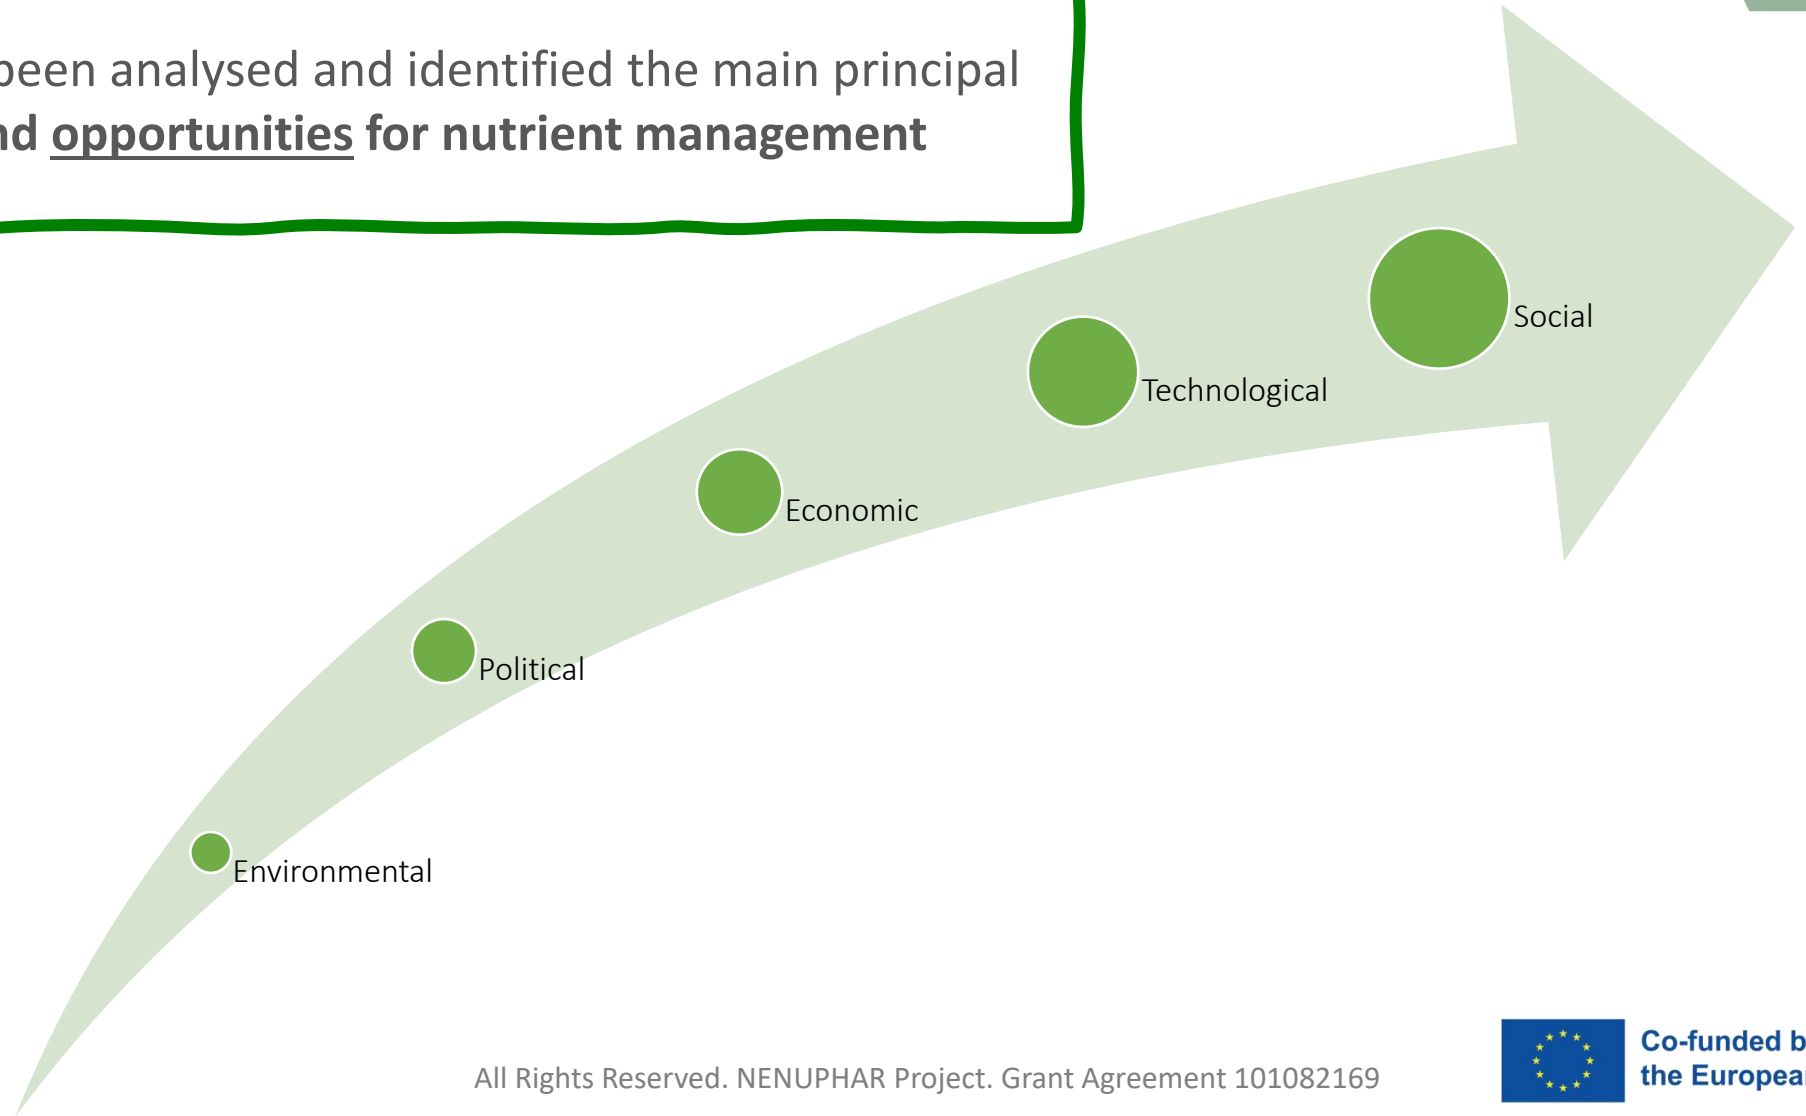 been analysed and identified the main principal
nd opportunities for nutrient management
Social
Technological
Economic
Political
Environmental
All Rights Reserved. NENUPHAR Project. Grant Agreement 101082169
Co-funded b
the Europea